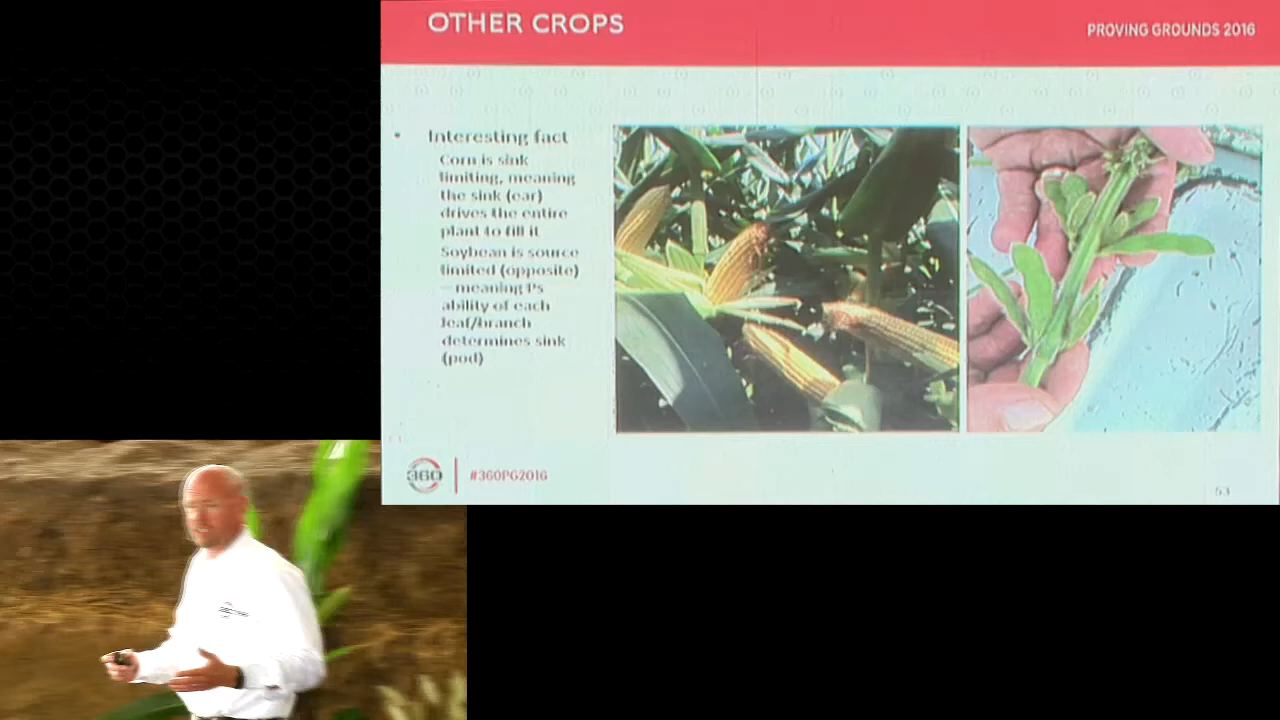 OTHER CROPS
PROVING GROUNDS 2016
• Interesting fact
Corn is sink
limiting, meaning
the sink (ear)
drives the entire
plant to fill it
Soybean is source
limited (opposite)
– meaning it's
ability of each
leaf/branch
determines sink
(pod)
360
#360PG2016
53